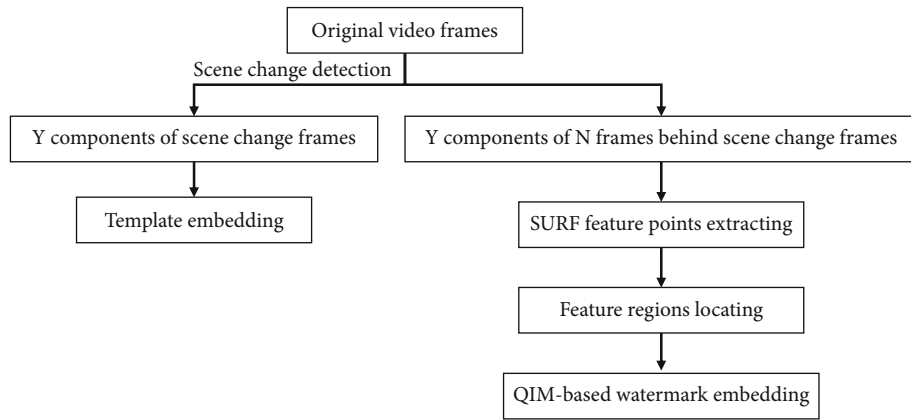 Original video frames
Scene change detection
Y components of scene change frames
Y components of N frames behind scene change frames
Template embedding
SURF feature points extracting
Feature regions locating
QIM-based watermark embedding